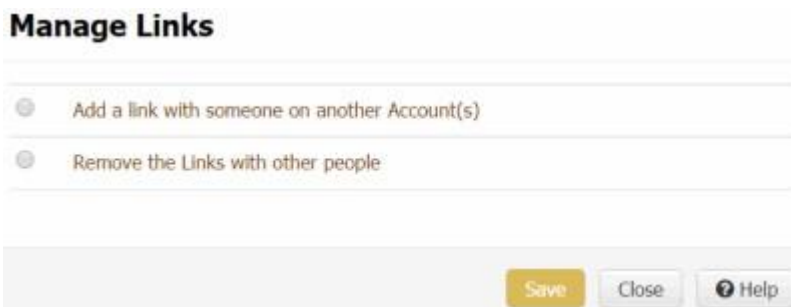 Manage Links
Add a link with someone on another Account(s)
Remove the Links with other people
Save Close Help